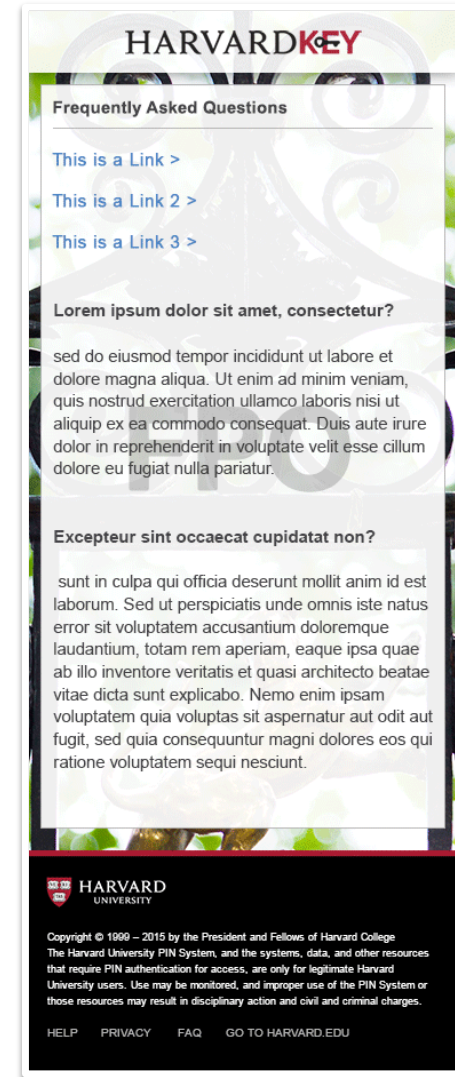 HARVARDKEY
Frequently Asked Questions
This is a Link >
This is a Link 2 >
This is a Link 3 >
Lorem ipsum dolor sit amet, consectetur?
sed do eiusmod tempor incididunt ut labore et
dolore magna aliqua. Ut enim ad minim veniam,
quis nostrud exercitation ullamco laboris nisi ut
aliquip ex ea commodo consequat. Duis aute irure
dolor in reprehenderit in voluptate velit esse cillum
dolore eu fugiat nulla pariatur.
FPO
Excepteur sint occaecat cupidatat non?
sunt in culpa qui officia deserunt mollit anim id est
laborum. Sed ut perspiciatis unde omnis iste natus
error sit voluptatem accusantium doloremque
laudantium, totam rem aperiam, eaque ipsa quae
ab illo inventore veritatis et quasi architecto beatae
vitae dicta sunt explicabo. Nemo enim ipsam
voluptatem quia voluptas sit aspernatur aut odit aut
fugit, sed quia consequuntur magni dolores eos qui
ratione voluptatem sequi nesciunt.
HARVARD
UNIVERSITY
Copyright © 1999 – 2015 by the President and Fellows of Harvard College
The Harvard University PIN System, and the systems, data, and other resources
that require PIN authentication for access, are only for legitimate Harvard
University users. Use may be monitored, and improper use of the PIN System or
those resources may result in disciplinary action and civil and criminal charges.
HELP PRIVACY FAQ GO TO HARVARD.EDU